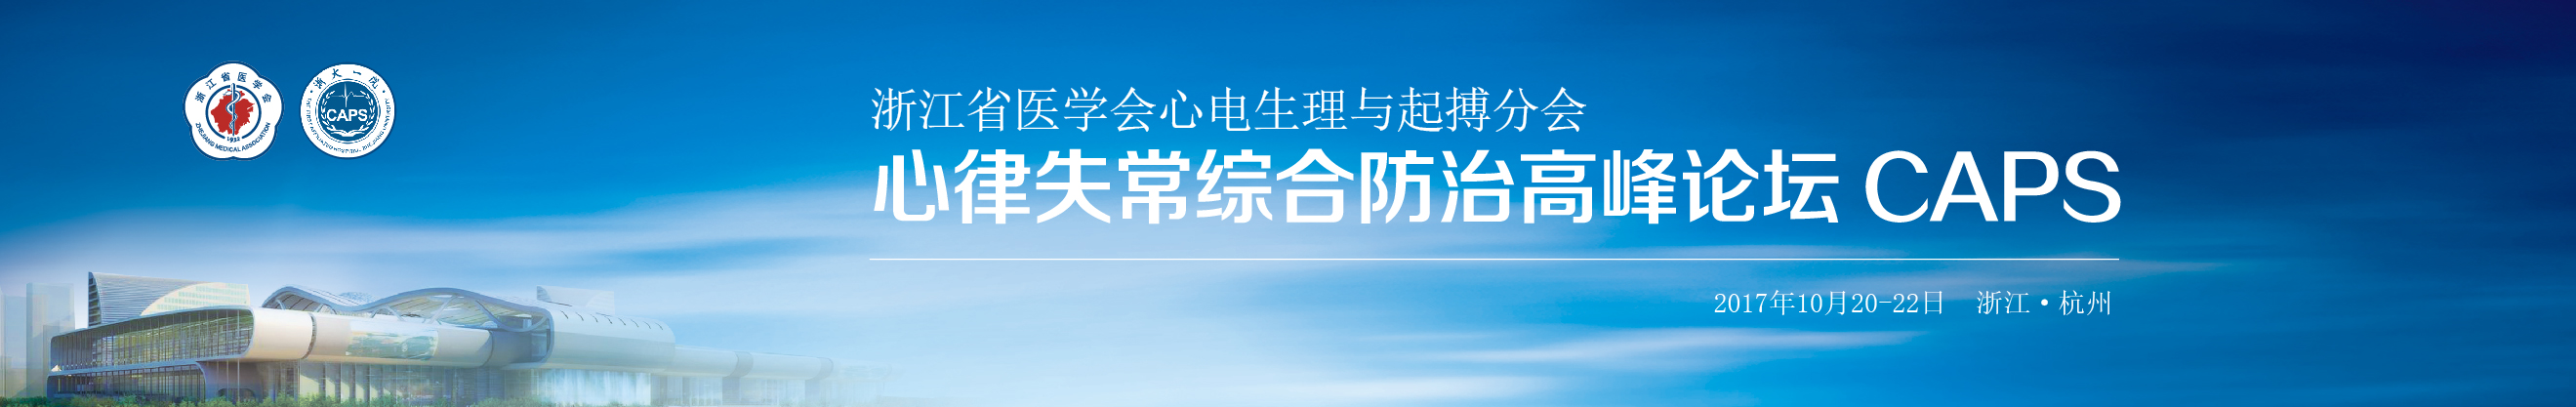 浙江省医学会
1934
ZHEJIANG MEDICAL ASSOCIATION
浙大一院
CAPS
浙江省医学会心电生理与起搏分会
心律失常综合防治高峰论坛 CAPS
2017年10月20-22日 浙江·杭州